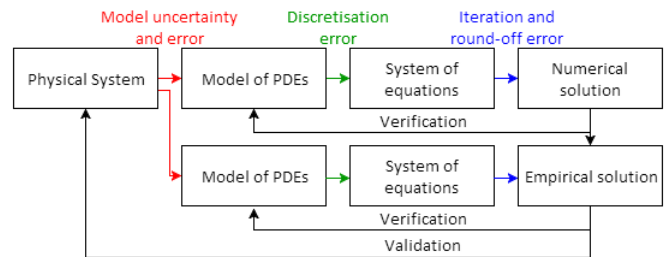 Model uncertainty
and error
Discretisation
error
Iteration and
round-off error
Physical System
Model of PDEs
System of
equations
Numerical
solution
Verification
Model of PDEs
System of
equations
Empirical solution
Verification
Validation